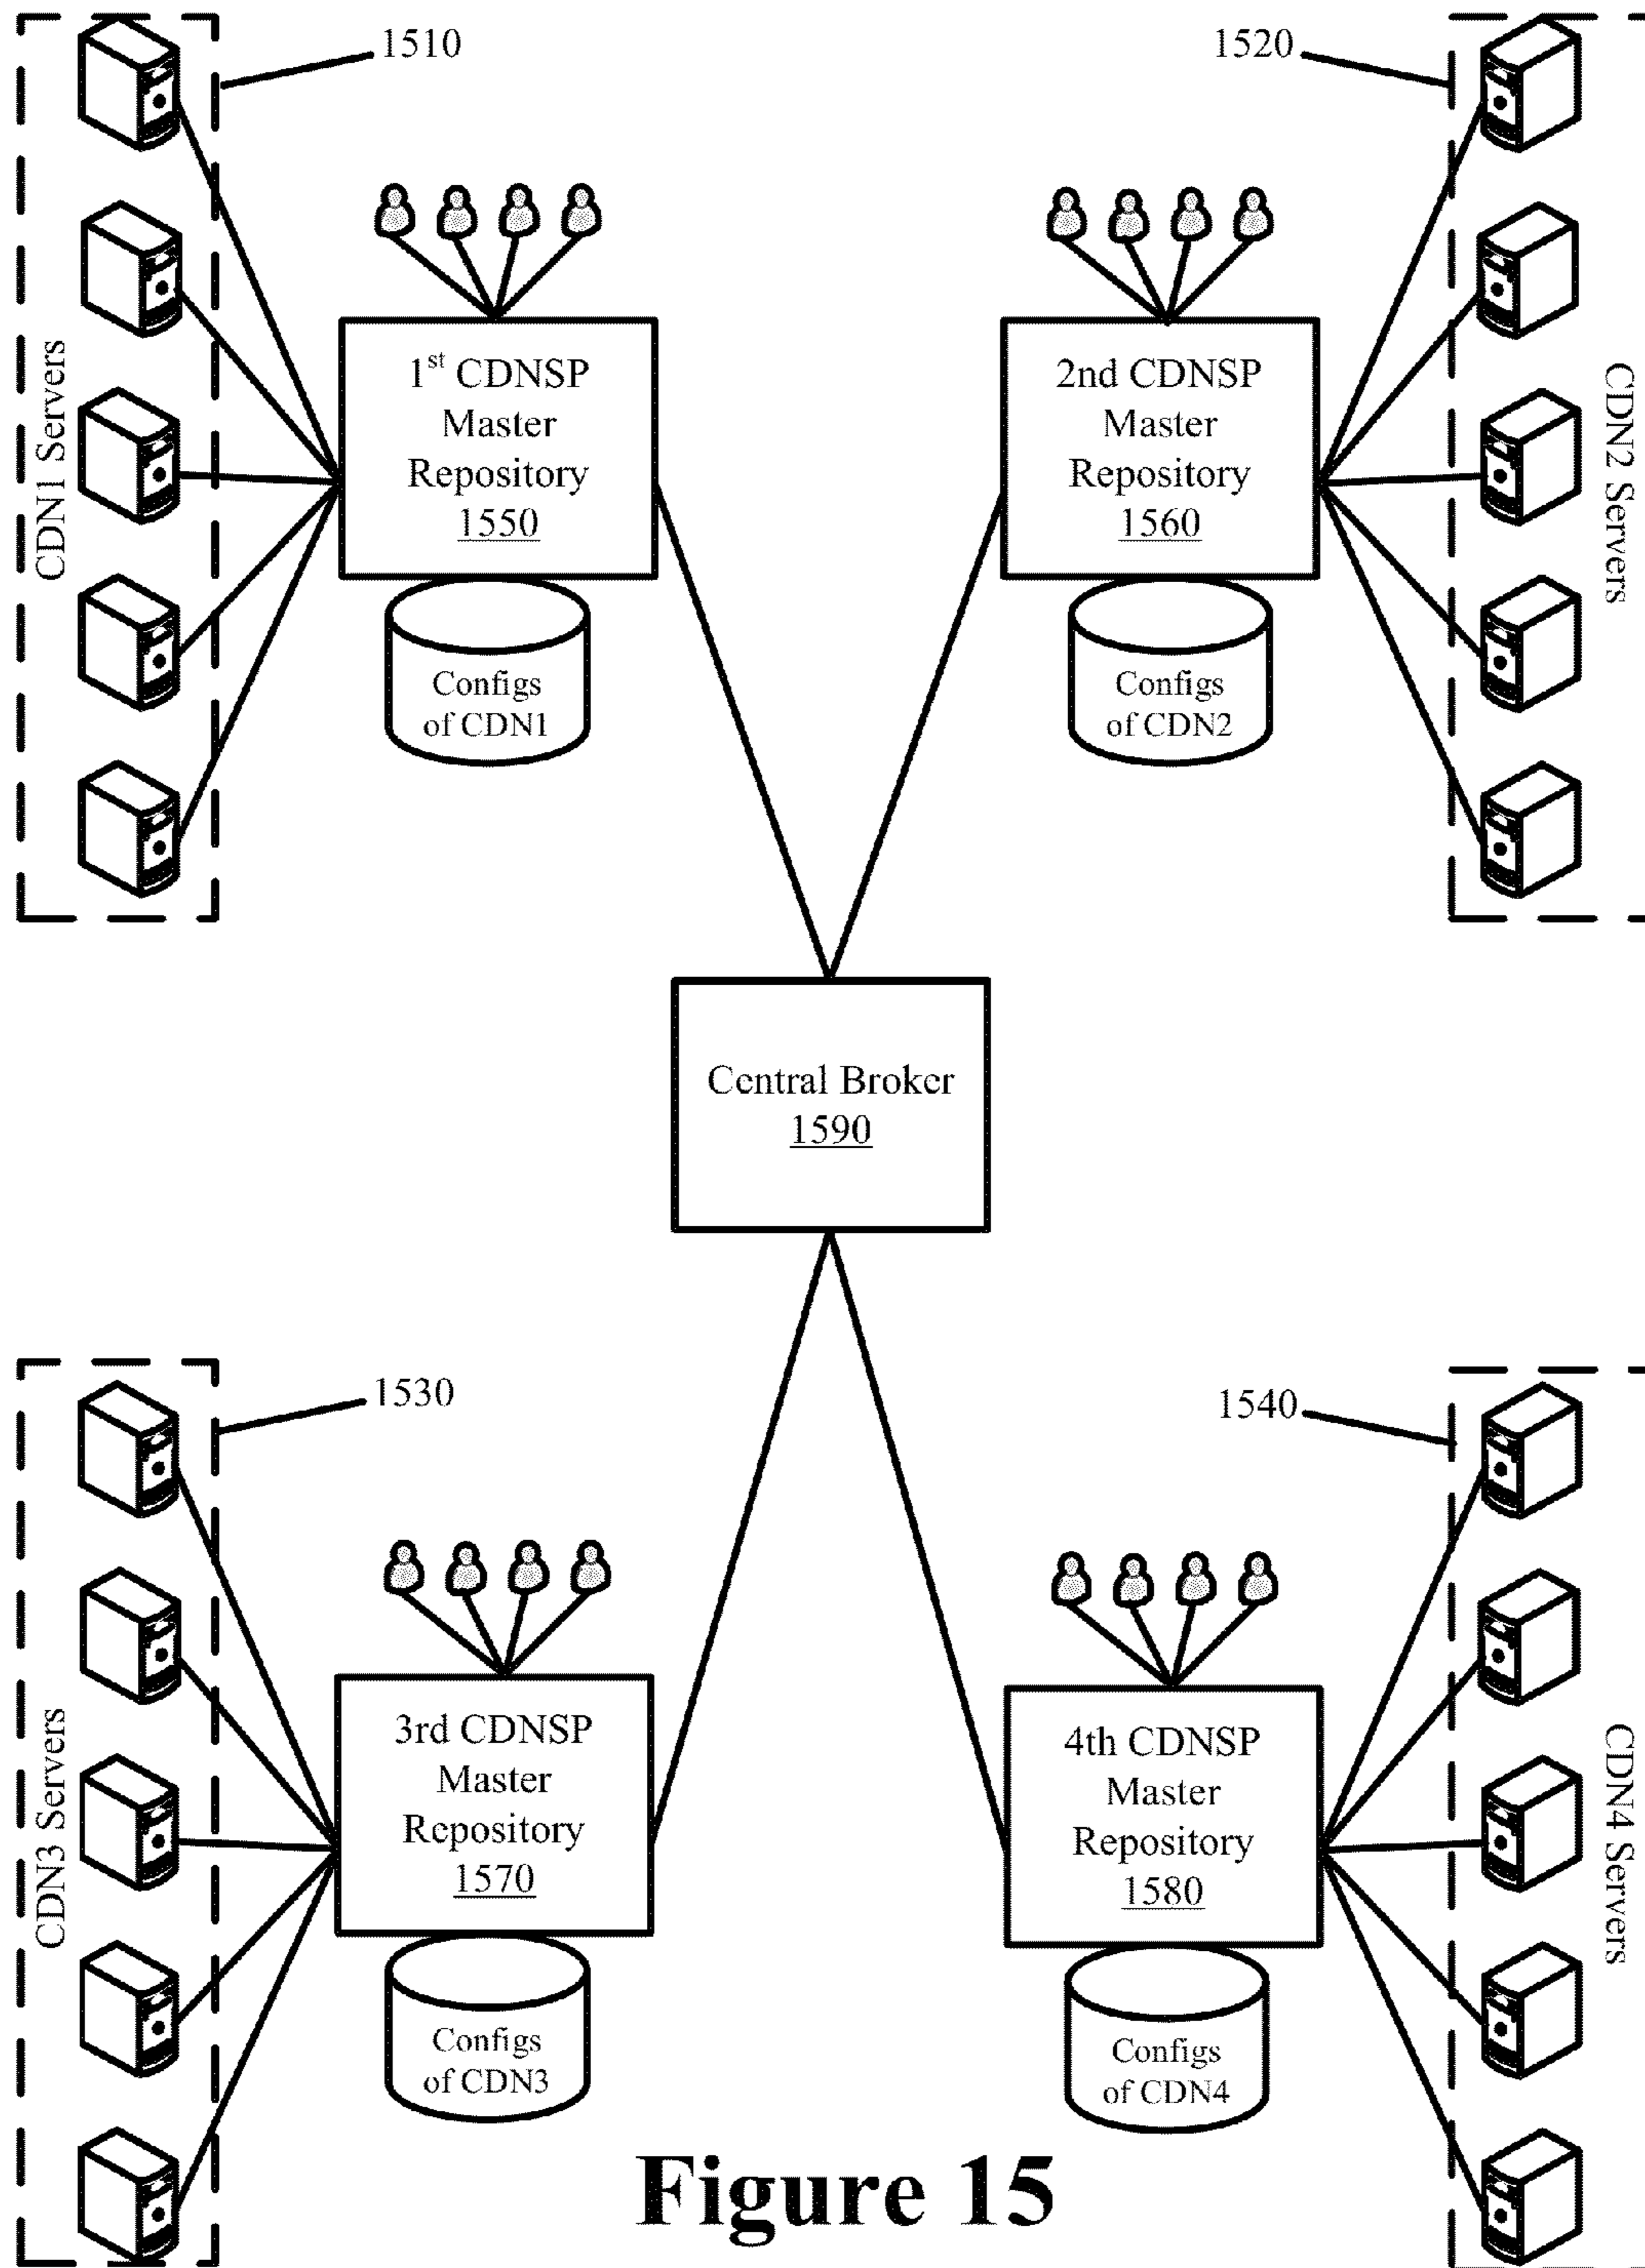 1510
1520
CDN1 Servers
1st CDNSP
Master
Repository
1550
Configs
of CDN1
2nd CDNSP
Master
Repository
1560
Configs
of CDN2
CDN2 Servers
Central Broker
1590
1530
1540
CDN3 Servers
3rd CDNSP
Master
Repository
1570
Configs
of CDN3
4th CDNSP
Master
Repository
1580
Configs
of CDN4
CDN4 Servers
Figure 15